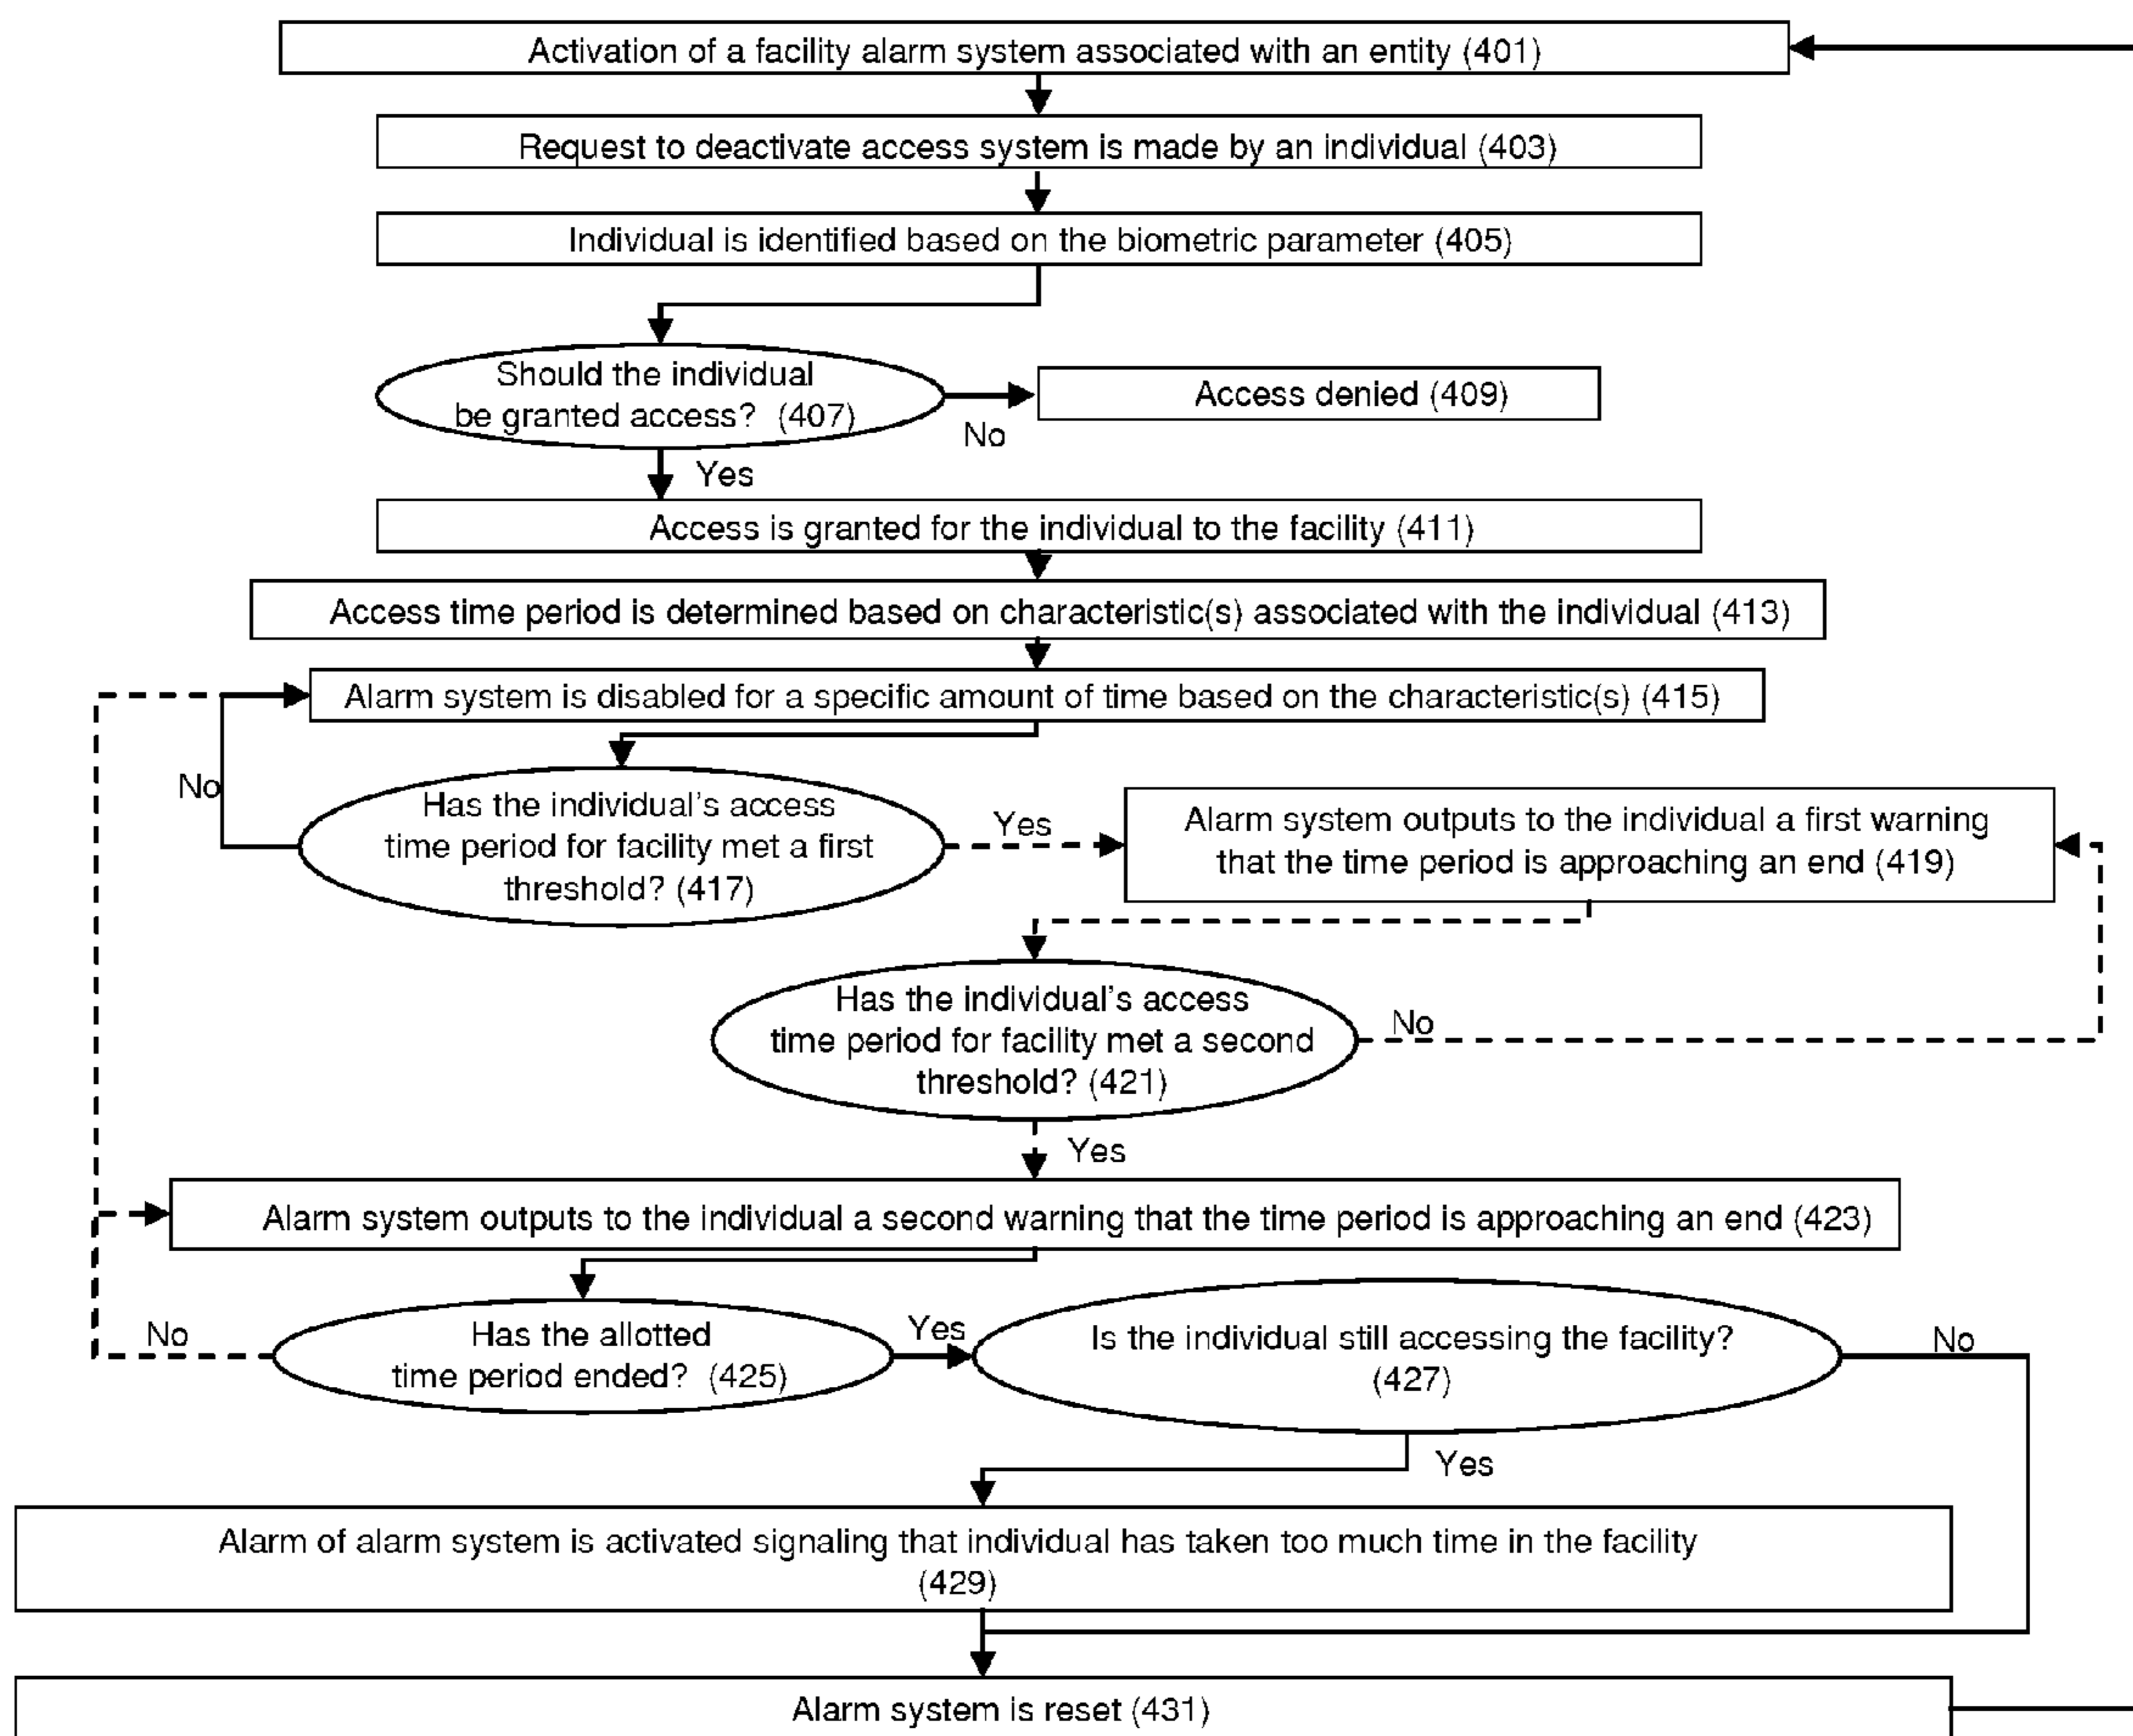 Activation of a facility alarm system associated with an entity (401)
Request to deactivate access system is made by an individual (403)
Individual is identified based on the biometric parameter (405)
Should the individual
be granted access? (407)
No
Access denied (409)
Yes
Access is granted for the individual to the facility (411)
Access time period is determined based on characteristic(s) associated with the individual (413)
Alarm system is disabled for a specific amount of time based on the characteristic(s) (415)
No
Has the individual's access
time period for facility met a first
threshold? (417)
Yes
Alarm system outputs to the individual a first warning
that the time period is approaching an end (419)
Has the individual's access
time period for facility met a second
threshold? (421)
No
Yes
Alarm system outputs to the individual a second warning that the time period is approaching an end (423)
No
Has the allotted
time period ended? (425)
Yes
Is the individual still accessing the facility?
(427)
No
Yes
Alarm of alarm system is activated signaling that individual has taken too much time in the facility
(429)
Alarm system is reset (431)